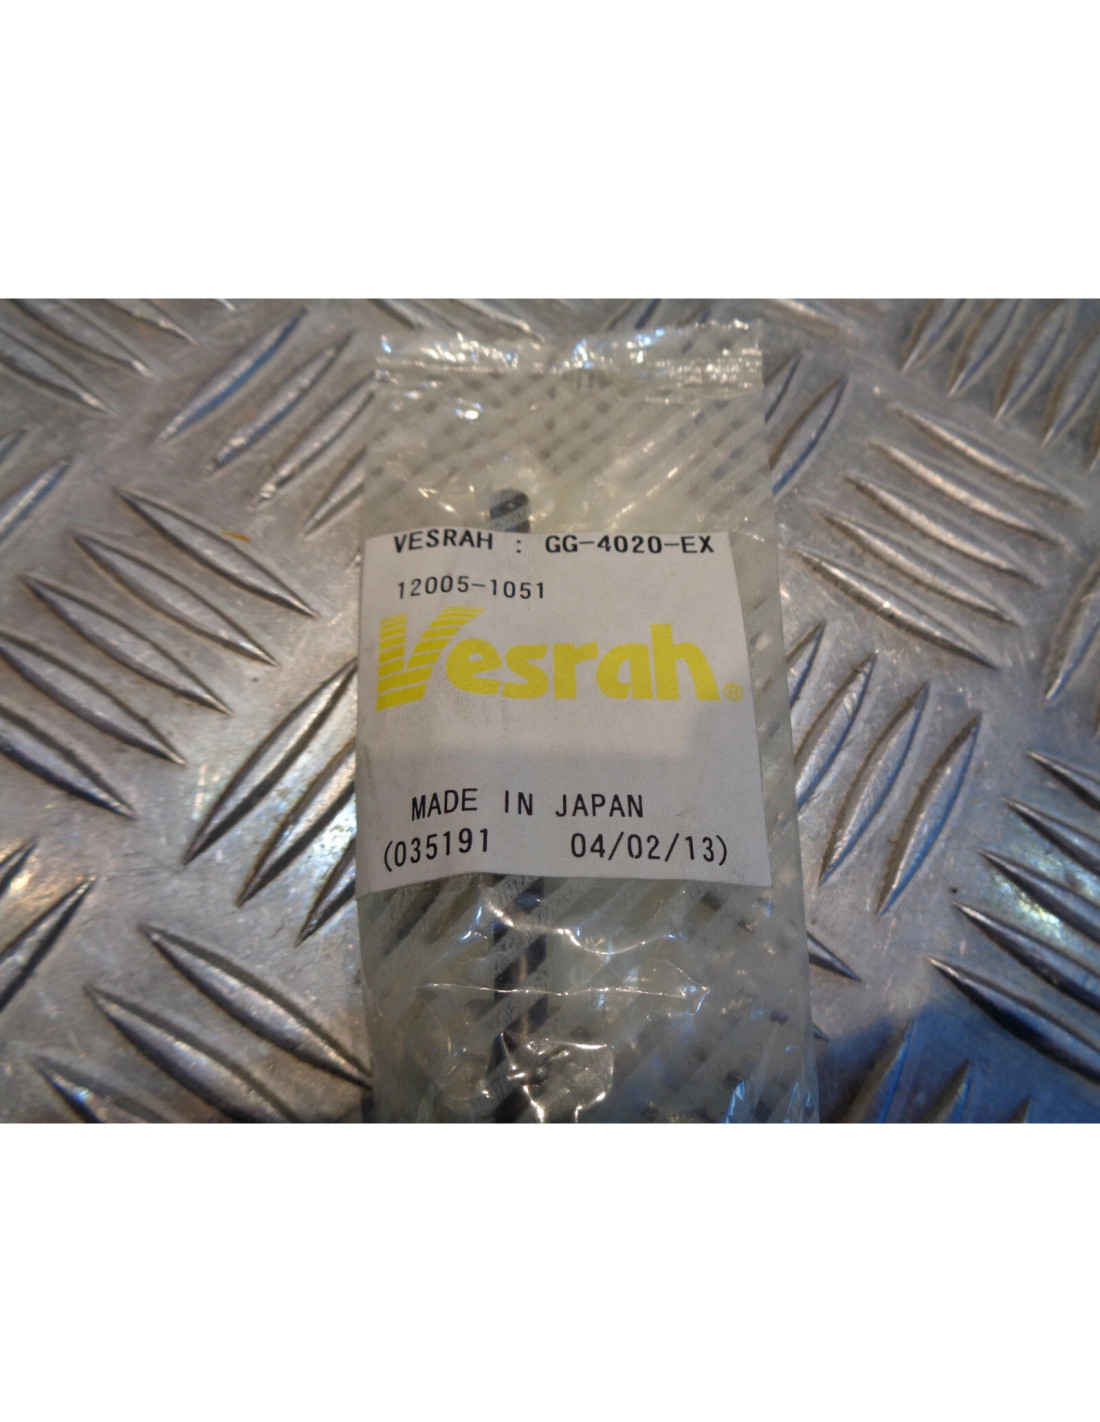 VESRAH : GG-4020-EX
12005-1051
Vesrah®
MADE IN JAPAN
(035191 04/02/13)